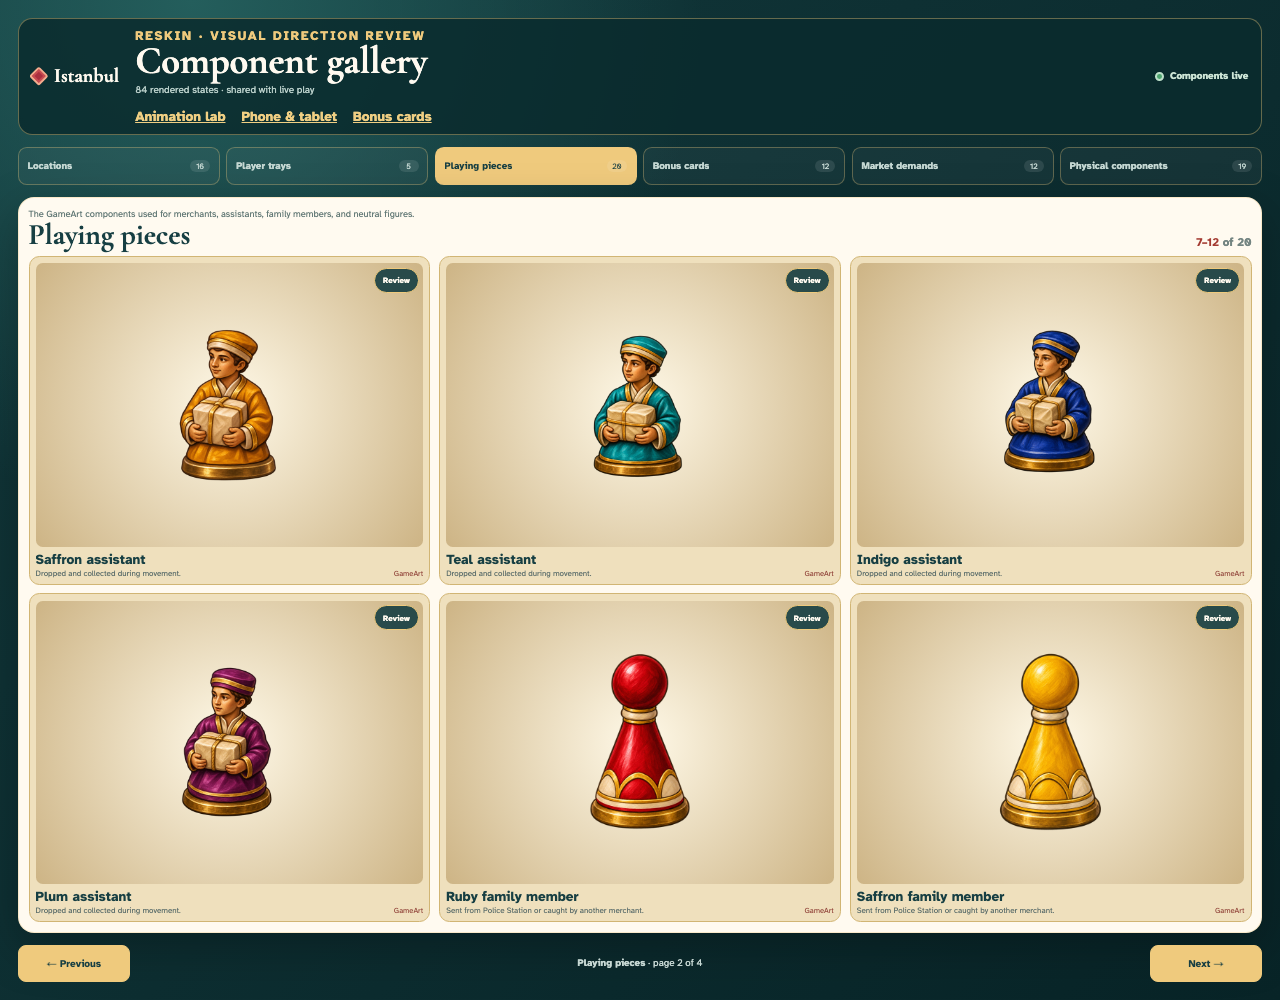 Istanbul
RESKIN · VISUAL DIRECTION REVIEW
Component gallery
84 rendered states · shared with live play
Animation lab Phone & tablet Bonus cards
Components live
Locations 16
Player trays 5
Playing pieces 20
Bonus cards 12
Market demands 12
Physical components 19
The GameArt components used for merchants, assistants, family members, and neutral figures.
Playing pieces
7–12 of 20
Review
Saffron assistant
Dropped and collected during movement.
GameArt
Review
Teal assistant
Dropped and collected during movement.
GameArt
Review
Indigo assistant
Dropped and collected during movement.
GameArt
Review
Plum assistant
Dropped and collected during movement.
GameArt
Review
Ruby family member
Sent from Police Station or caught by another merchant.
GameArt
Review
Saffron family member
Sent from Police Station or caught by another merchant.
GameArt
← Previous
Playing pieces · page 2 of 4
Next →